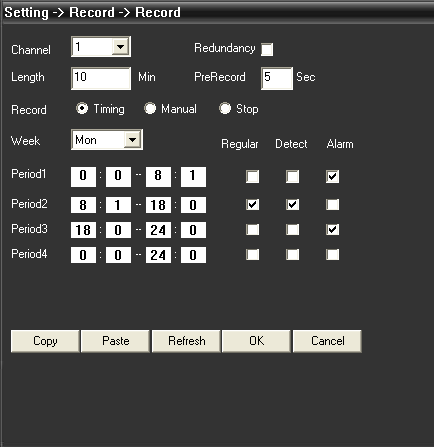 Setting -> Record -> Record
Channel 1 Redundancy
Length 10 Min PreRecord 5 Sec
Record Timing Manual Stop
Week Mon Regular Detect Alarm
Period1 0 : 0 -- 8 : 1
Period2 8 : 1 -- 18 : 0
Period3 18 : 0 -- 24 : 0
Period4 0 : 0 -- 24 : 0
Copy Paste Refresh OK Cancel